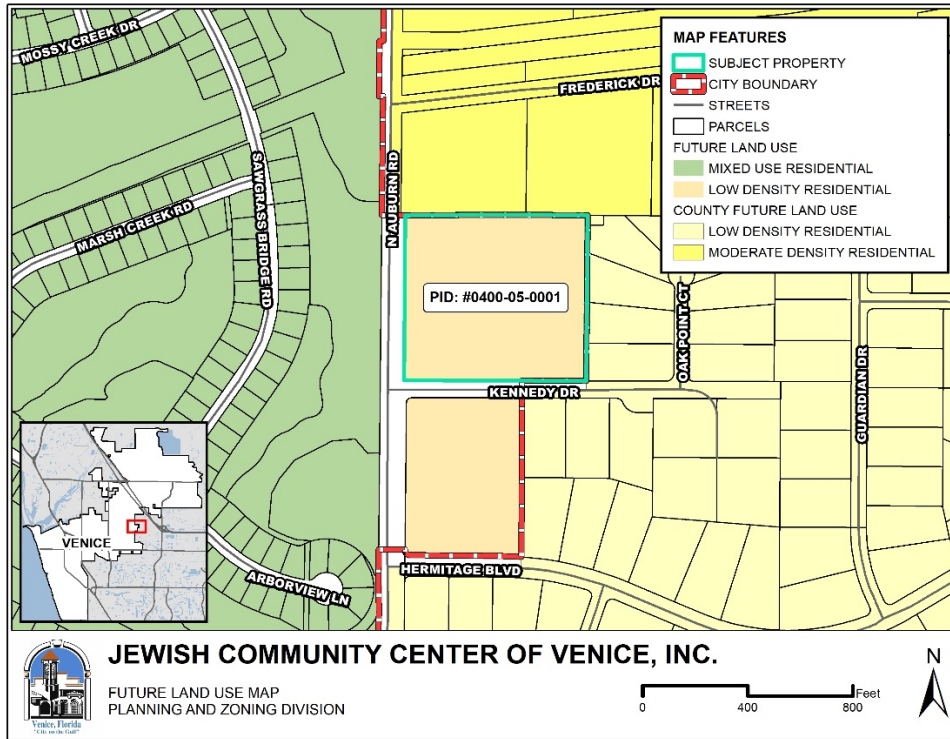 MOSSY CREEK DR
FREDERICK DR
MAP FEATURES
SUBJECT PROPERTY
CITY BOUNDARY
STREETS
PARCELS
FUTURE LAND USE
MIXED USE RESIDENTIAL
LOW DENSITY RESIDENTIAL
COUNTY FUTURE LAND USE
LOW DENSITY RESIDENTIAL
MODERATE DENSITY RESIDENTIAL
SAWGRASS BRIDGE RD
N AUBURN RD
MARSH CREEK RD
PID: #0400-05-0001
OAK POINT CT
GUARDIAN DR
KENNEDY DR
VENICE
ARBORVIEW LN
HERMITAGE BLVD
JEWISH COMMUNITY CENTER OF VENICE, INC.
FUTURE LAND USE MAP
PLANNING AND ZONING DIVISION
Venice, Florida
"City on the Gulf"
0 400 800 Feet
N